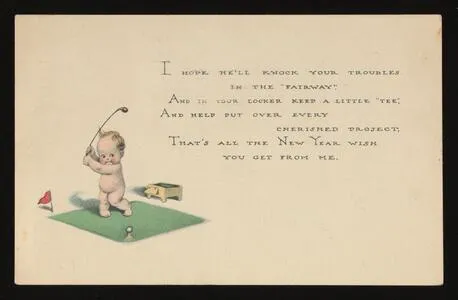 I HOPE HE'LL KNOCK YOUR TROUBLES
IN THE "FAIRWAY",
AND IN YOUR LOCKER KEEP A LITTLE "TEE",
AND HELP PUT OVER EVERY
CHERISHED PROJECT,
THAT'S ALL THE NEW YEAR WISH
YOU GET FROM ME.